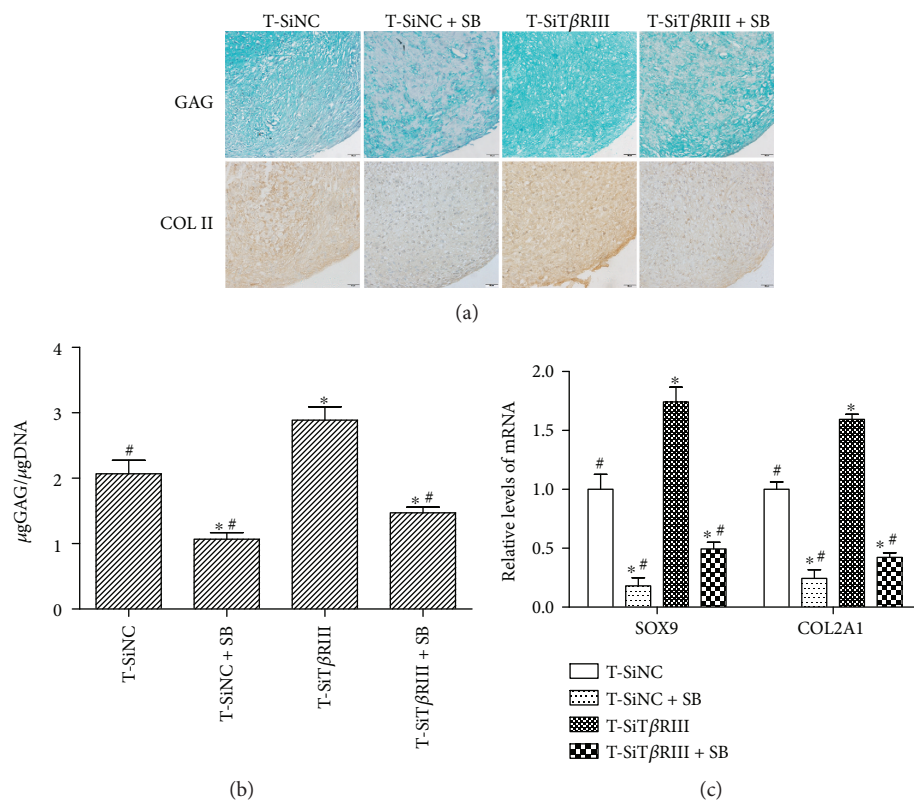 T-SiNC
T-SiNC + SB
T-SiTβRIII
T-SiTβRIII + SB
GAG
COL II
(a)
4
3
2
1
0
μgGAG/μgDNA
#
* #
*
* #
T-SiNC
T-SiNC + SB
T-SiTβRIII
T-SiTβRIII + SB
(b)
2.0
1.5
1.0
0.5
0.0
Relative levels of mRNA
#
* #
*
* #
#
* #
*
* #
SOX9
COL2A1
T-SiNC
T-SiNC + SB
T-SiTβRIII
T-SiTβRIII + SB
(c)